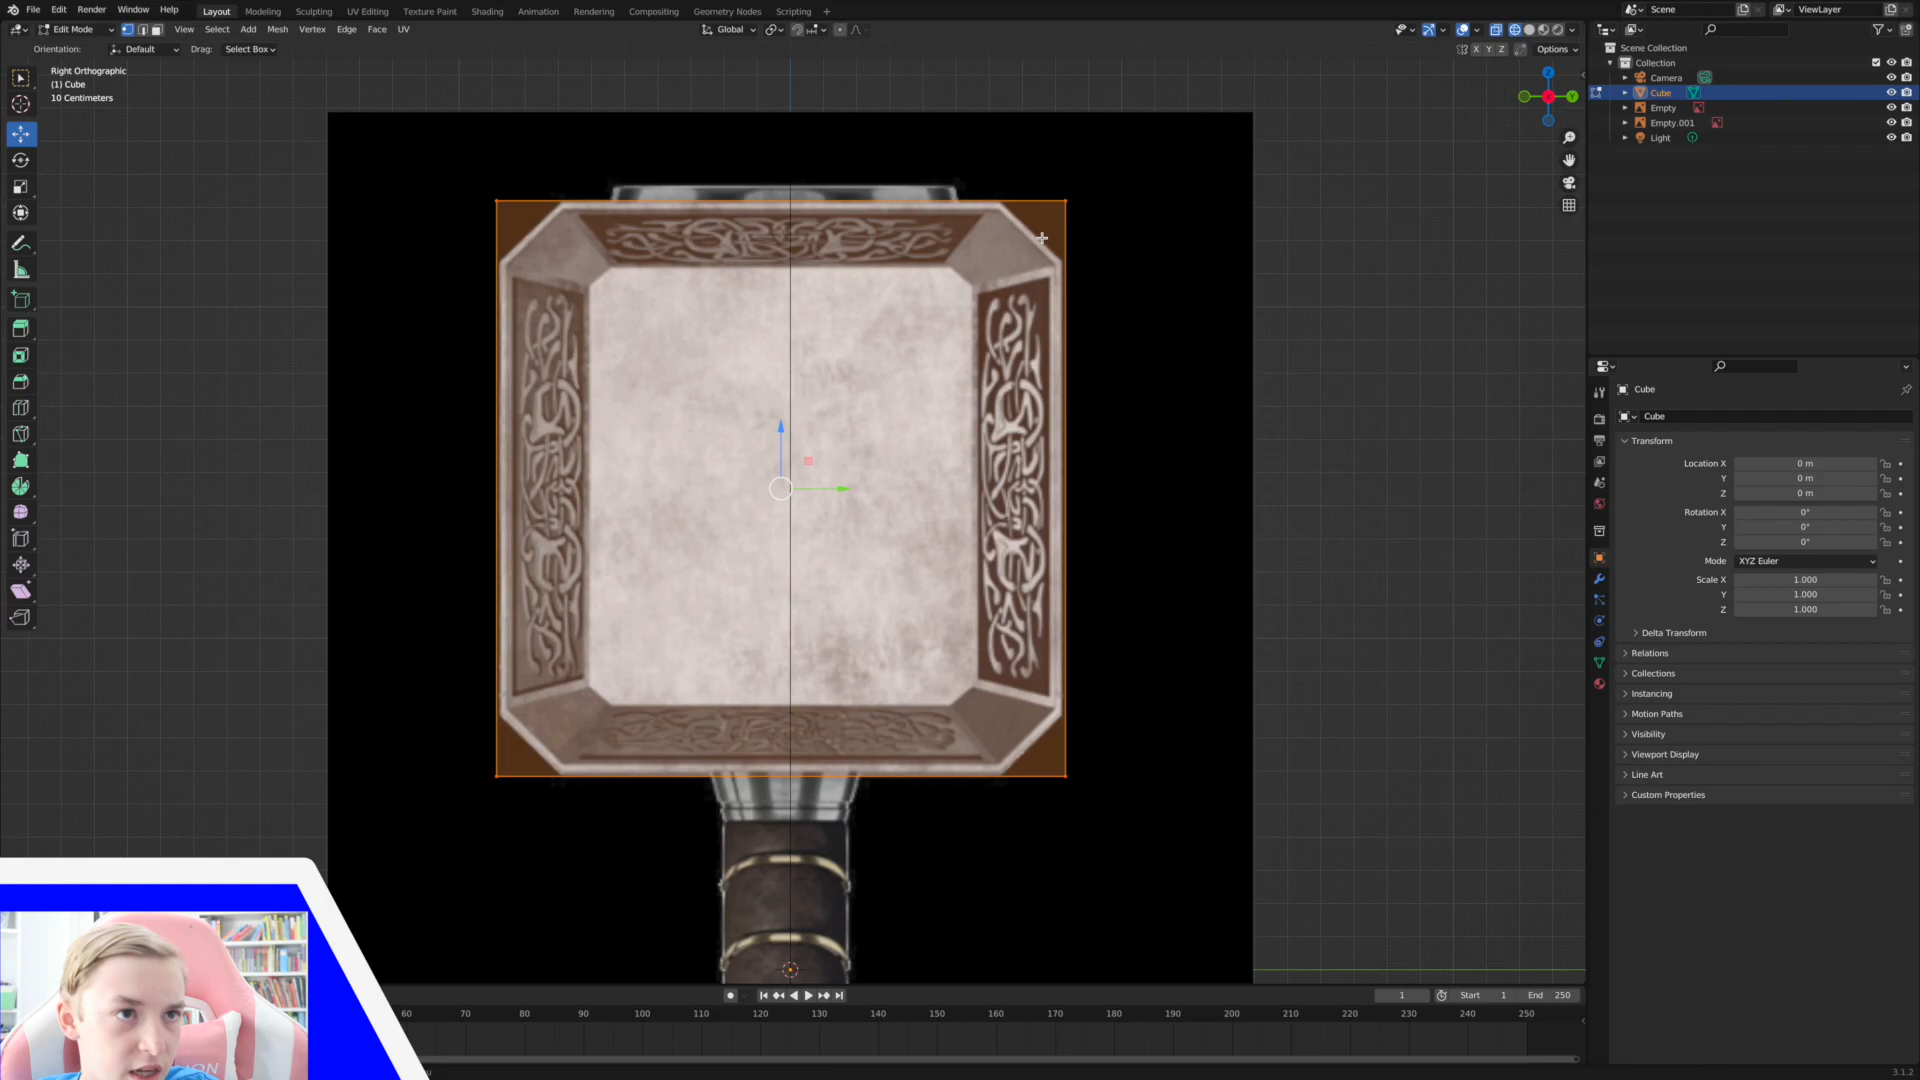 File Edit Render Window Help Layout Modeling Sculpting UV Editing Texture Paint Shading Animation Rendering Compositing Geometry Nodes Scripting + Scene ViewLayer
Edit Mode View Select Add Mesh Vertex Edge Face UV Global
Orientation: Default Drag: Select Box X Y Z Options
Right Orthographic
(1) Cube
10 Centimeters
Z
Y
Scene Collection
Collection
Camera
Cube
Empty
Empty.001
Light
Cube
Cube
Transform
Location X 0 m
Y 0 m
Z 0 m
Rotation X 0°
Y 0°
Z 0°
Mode XYZ Euler
Scale X 1.000
Y 1.000
Z 1.000
Delta Transform
Relations
Collections
Instancing
Motion Paths
Visibility
Viewport Display
Line Art
Custom Properties
1 Start 1 End 250
60 70 80 90 100 110 120 130 140 150 160 170 180 190 200 210 220 230 240 250
3.1.2